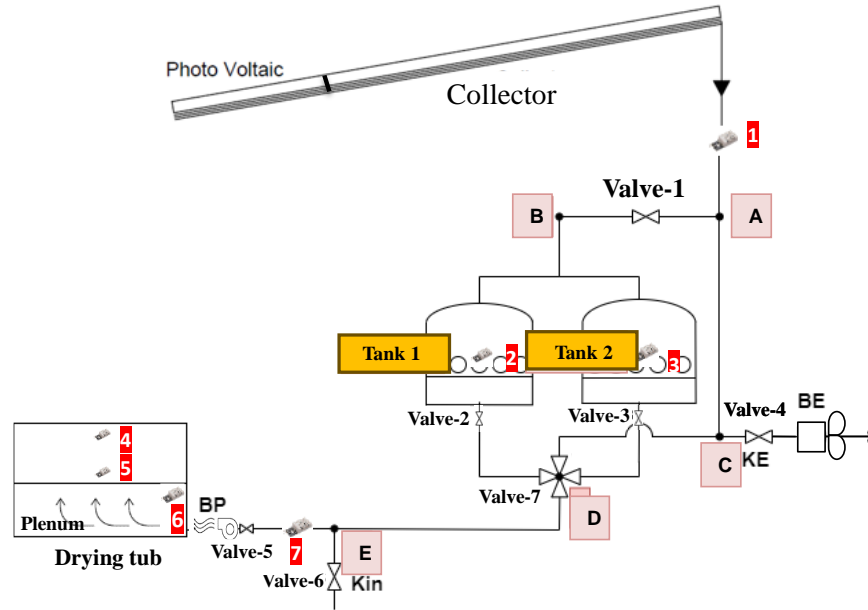 Photo Voltaic
Collector
1
Valve-1
B
A
Tank 1
2
Tank 2
3
Valve-2
Valve-3
Valve-4
BE
4
5
C
KE
Valve-7
6
BP
D
Plenum
Valve-5
7
E
Drying tub
Valve-6
Kin